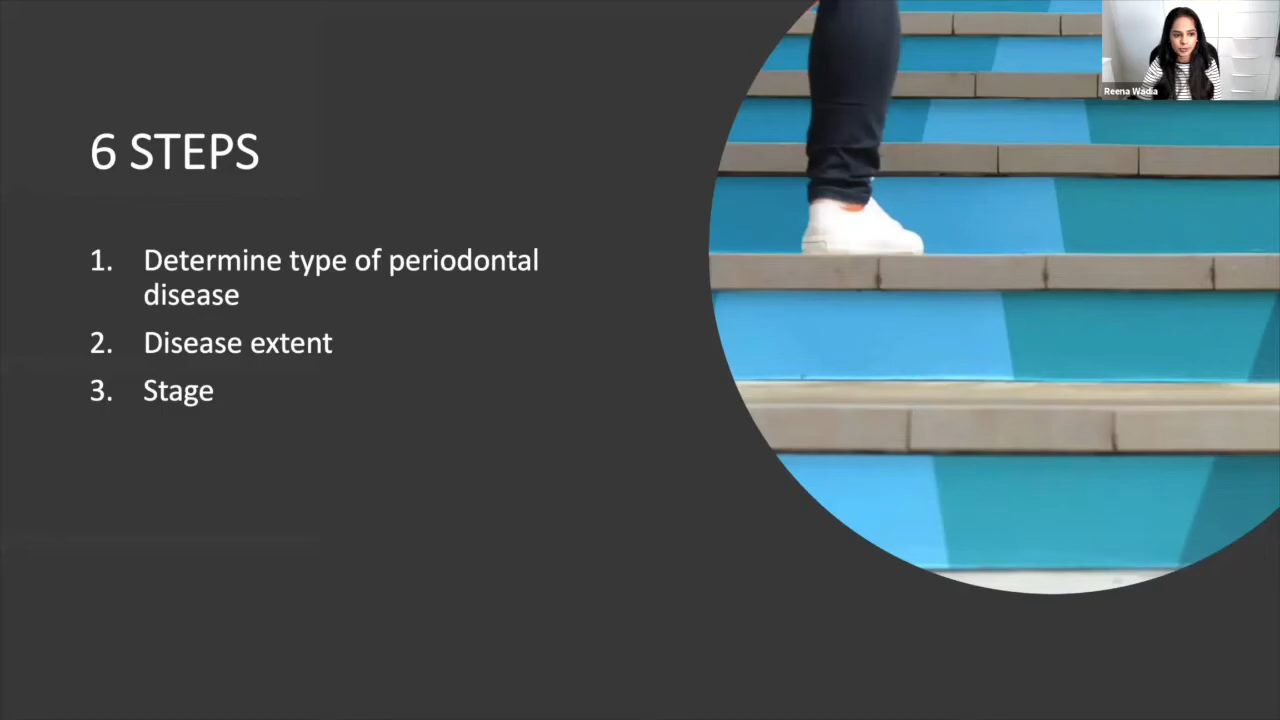 Reena Wadia
6 STEPS
1. Determine type of periodontal
disease
2. Disease extent
3. Stage